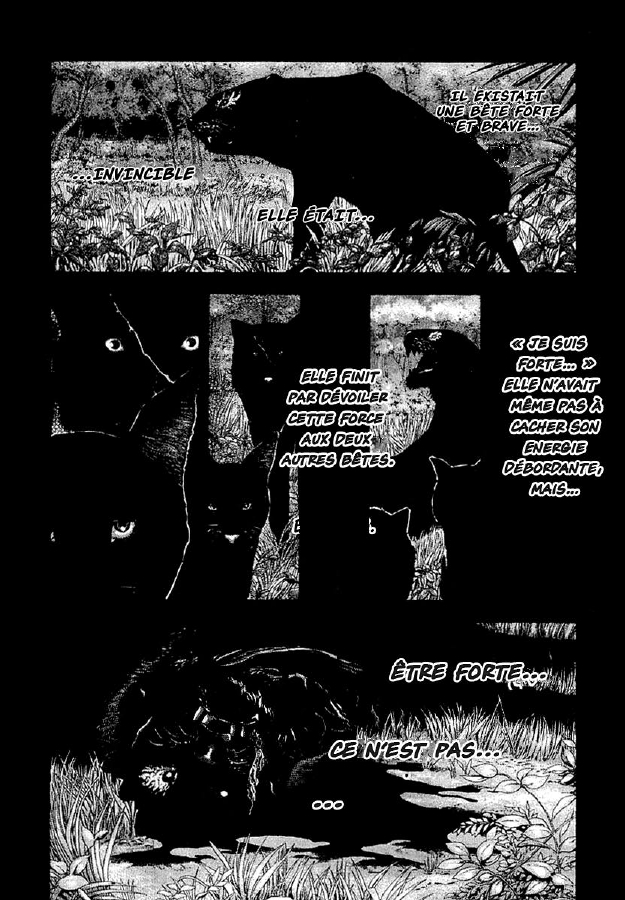 IL EXISTAIT
UNE BÊTE FORTE
ET BRAVE...
ELLE ÉTAIT...
...INVINCIBLE
« JE SUIS
FORTE... »
ELLE N'AVAIT
MÊME PAS À
CACHER SON
ENERGIE
DÉBORDANTE,
MAIS...
ELLE FINIT
PAR DÉVOILER
CETTE FORCE
AUX DEUX
AUTRES BÊTES.
ÊTRE FORTE...
CE N'EST PAS...
...